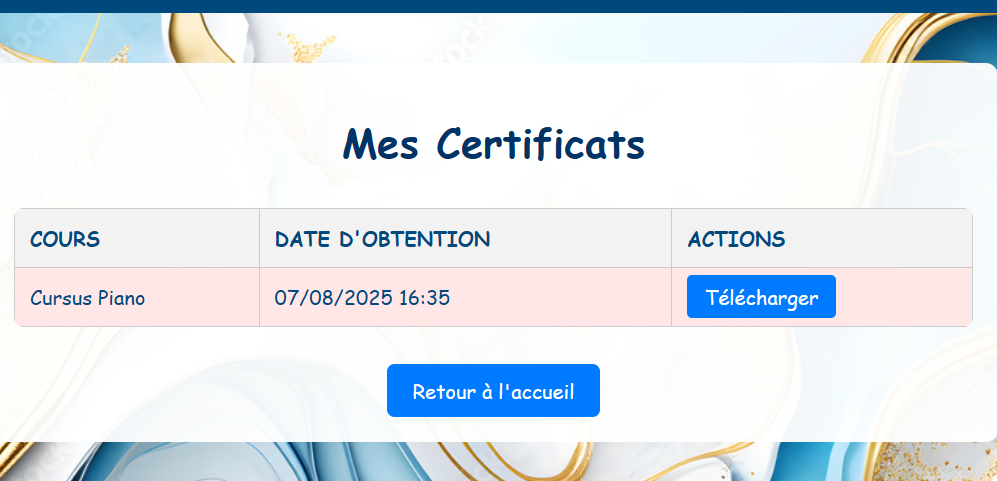 Mes Certificats
COURS DATE D'OBTENTION ACTIONS
Cursus Piano 07/08/2025 16:35 Télécharger
Retour à l'accueil